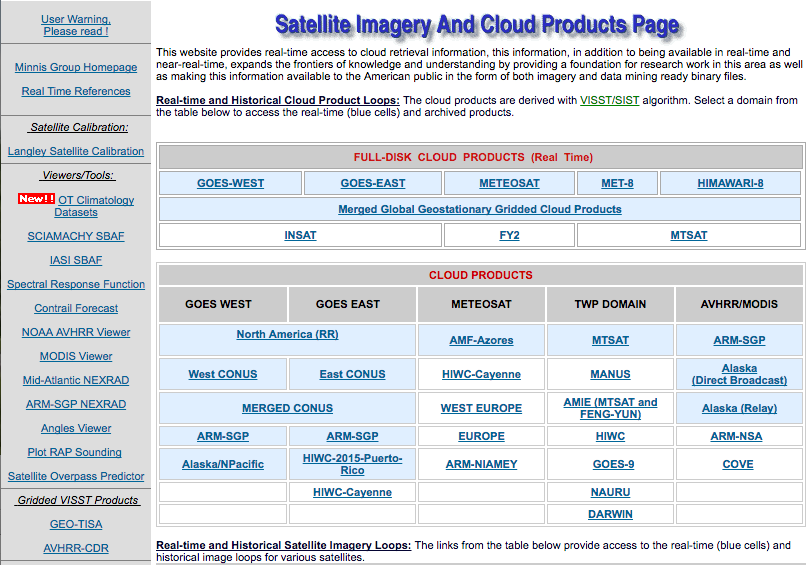 User Warning,
Please read !
Minnis Group Homepage
Real Time References
Satellite Calibration:
Langley Satellite Calibration
Viewers/Tools:
New!! OT Climatology
Datasets
SCIAMACHY SBAF
IASI SBAF
Spectral Response Function
Contrail Forecast
NOAA AVHRR Viewer
MODIS Viewer
Mid-Atlantic NEXRAD
ARM-SGP NEXRAD
Angles Viewer
Plot RAP Sounding
Satellite Overpass Predictor
Gridded VISST Products
GEO-TISA
AVHRR-CDR
Satellite Imagery And Cloud Products Page
This website provides real-time access to cloud retrieval information, this information, in addition to being available in real-time and
near-real-time, expands the frontiers of knowledge and understanding by providing a foundation for research work in this area as well
as making this information available to the American public in the form of both imagery and data mining ready binary files.
Real-time and Historical Cloud Product Loops: The cloud products are derived with VISST/SIST algorithm. Select a domain from
the table below to access the real-time (blue cells) and archived products.
FULL-DISK CLOUD PRODUCTS (Real Time)
GOES-WEST GOES-EAST METEOSAT MET-8 HIMAWARI-8
Merged Global Geostationary Gridded Cloud Products
INSAT FY2 MTSAT
CLOUD PRODUCTS
GOES WEST GOES EAST METEOSAT TWP DOMAIN AVHRR/MODIS
North America (RR) AMF-Azores MTSAT ARM-SGP
West CONUS East CONUS HIWC-Cayenne MANUS Alaska
(Direct Broadcast)
MERGED CONUS WEST EUROPE AMIE (MTSAT and
FENG-YUN) Alaska (Relay)
ARM-SGP ARM-SGP EUROPE HIWC ARM-NSA
Alaska/NPacific HIWC-2015-Puerto-
Rico ARM-NIAMEY GOES-9 COVE
HIWC-Cayenne NAURU
DARWIN
Real-time and Historical Satellite Imagery Loops: The links from the table below provide access to the real-time (blue cells) and
historical image loops for various satellites.